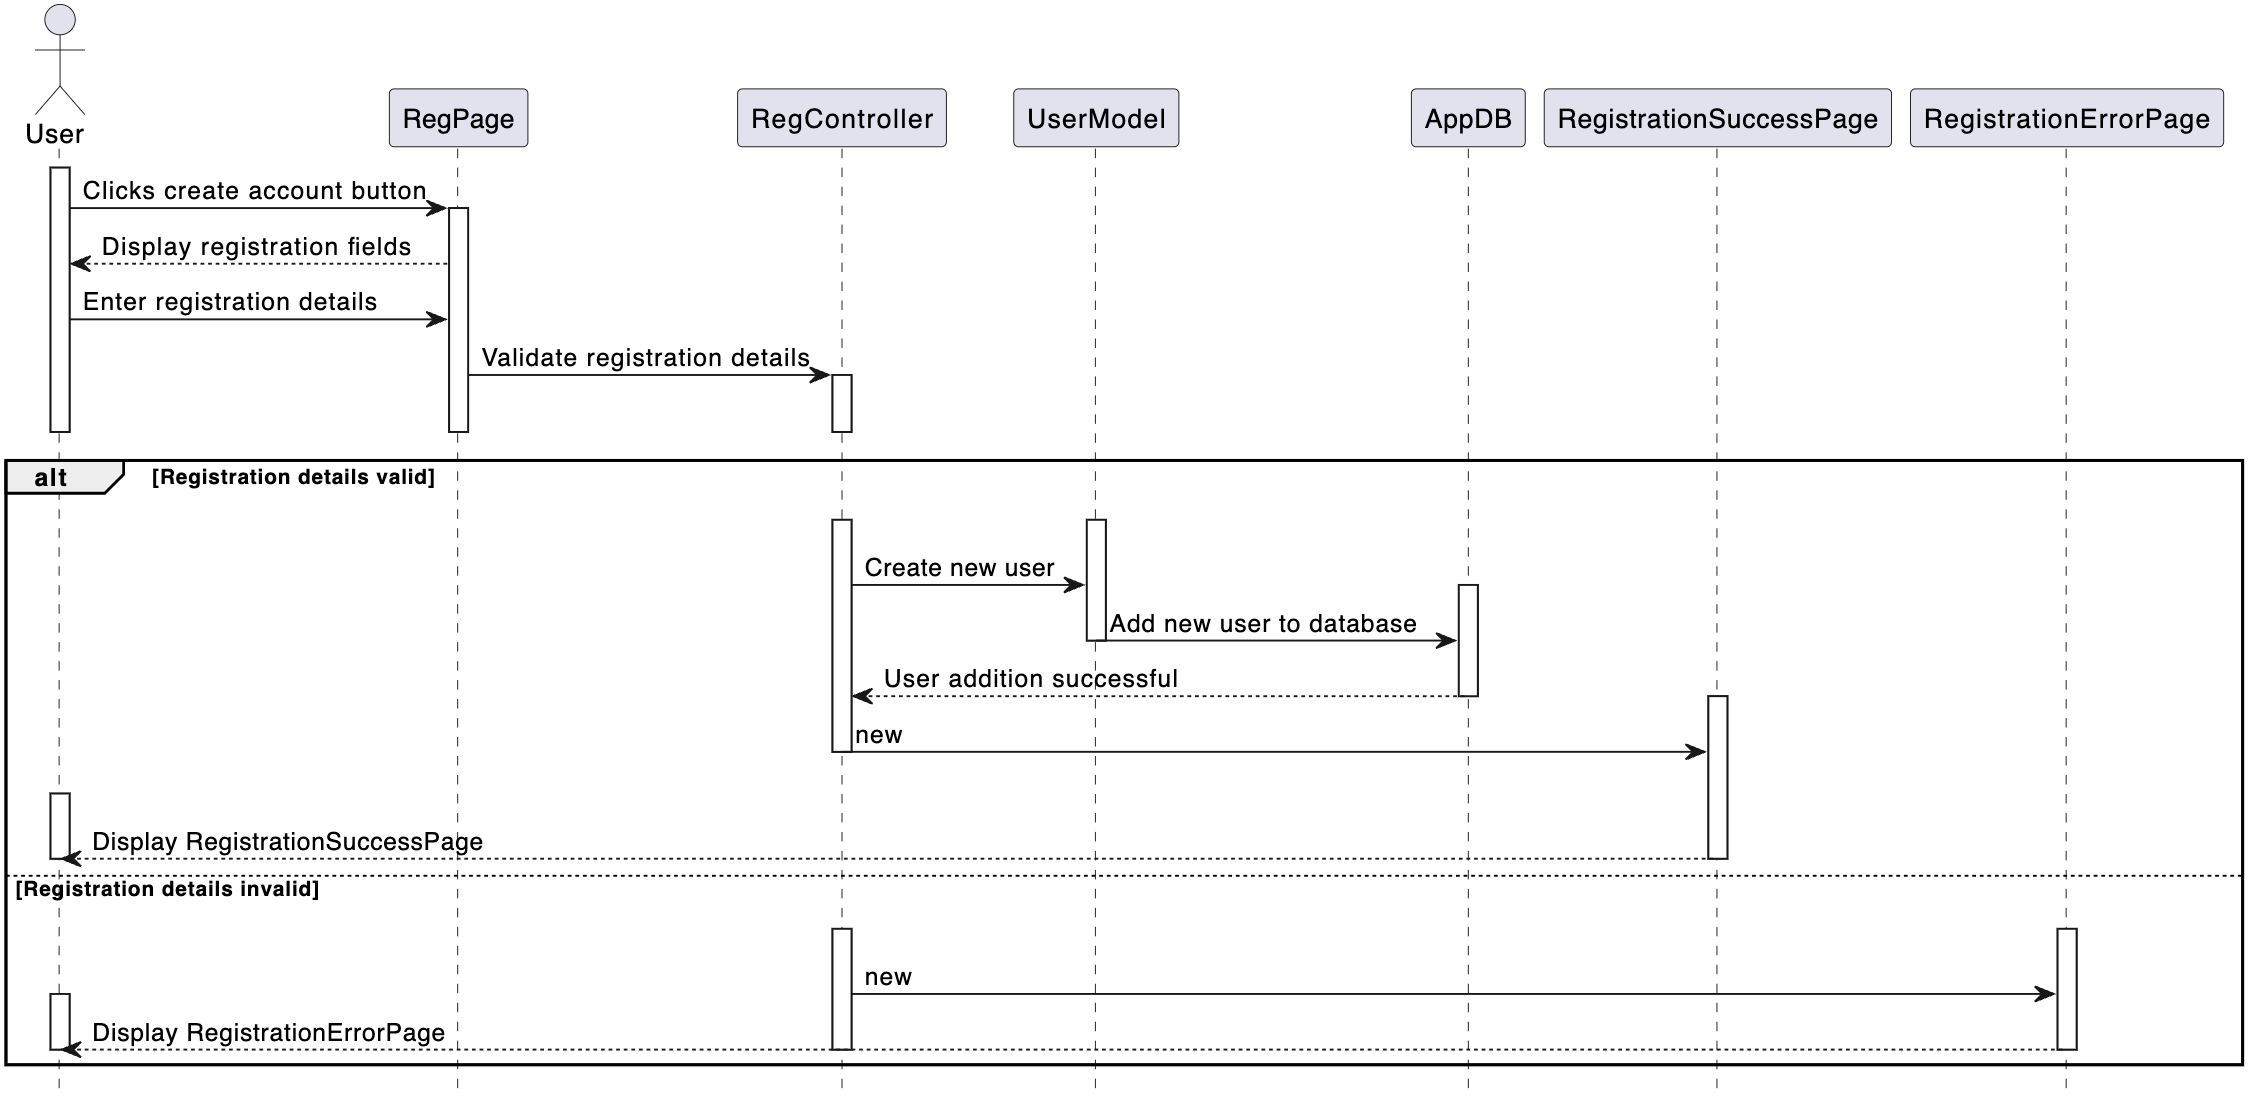 User
RegPage
RegController
UserModel
AppDB
RegistrationSuccessPage
RegistrationErrorPage
Clicks create account button
Display registration fields
Enter registration details
Validate registration details
alt [Registration details valid]
Create new user
Add new user to database
User addition successful
new
Display RegistrationSuccessPage
[Registration details invalid]
new
Display RegistrationErrorPage